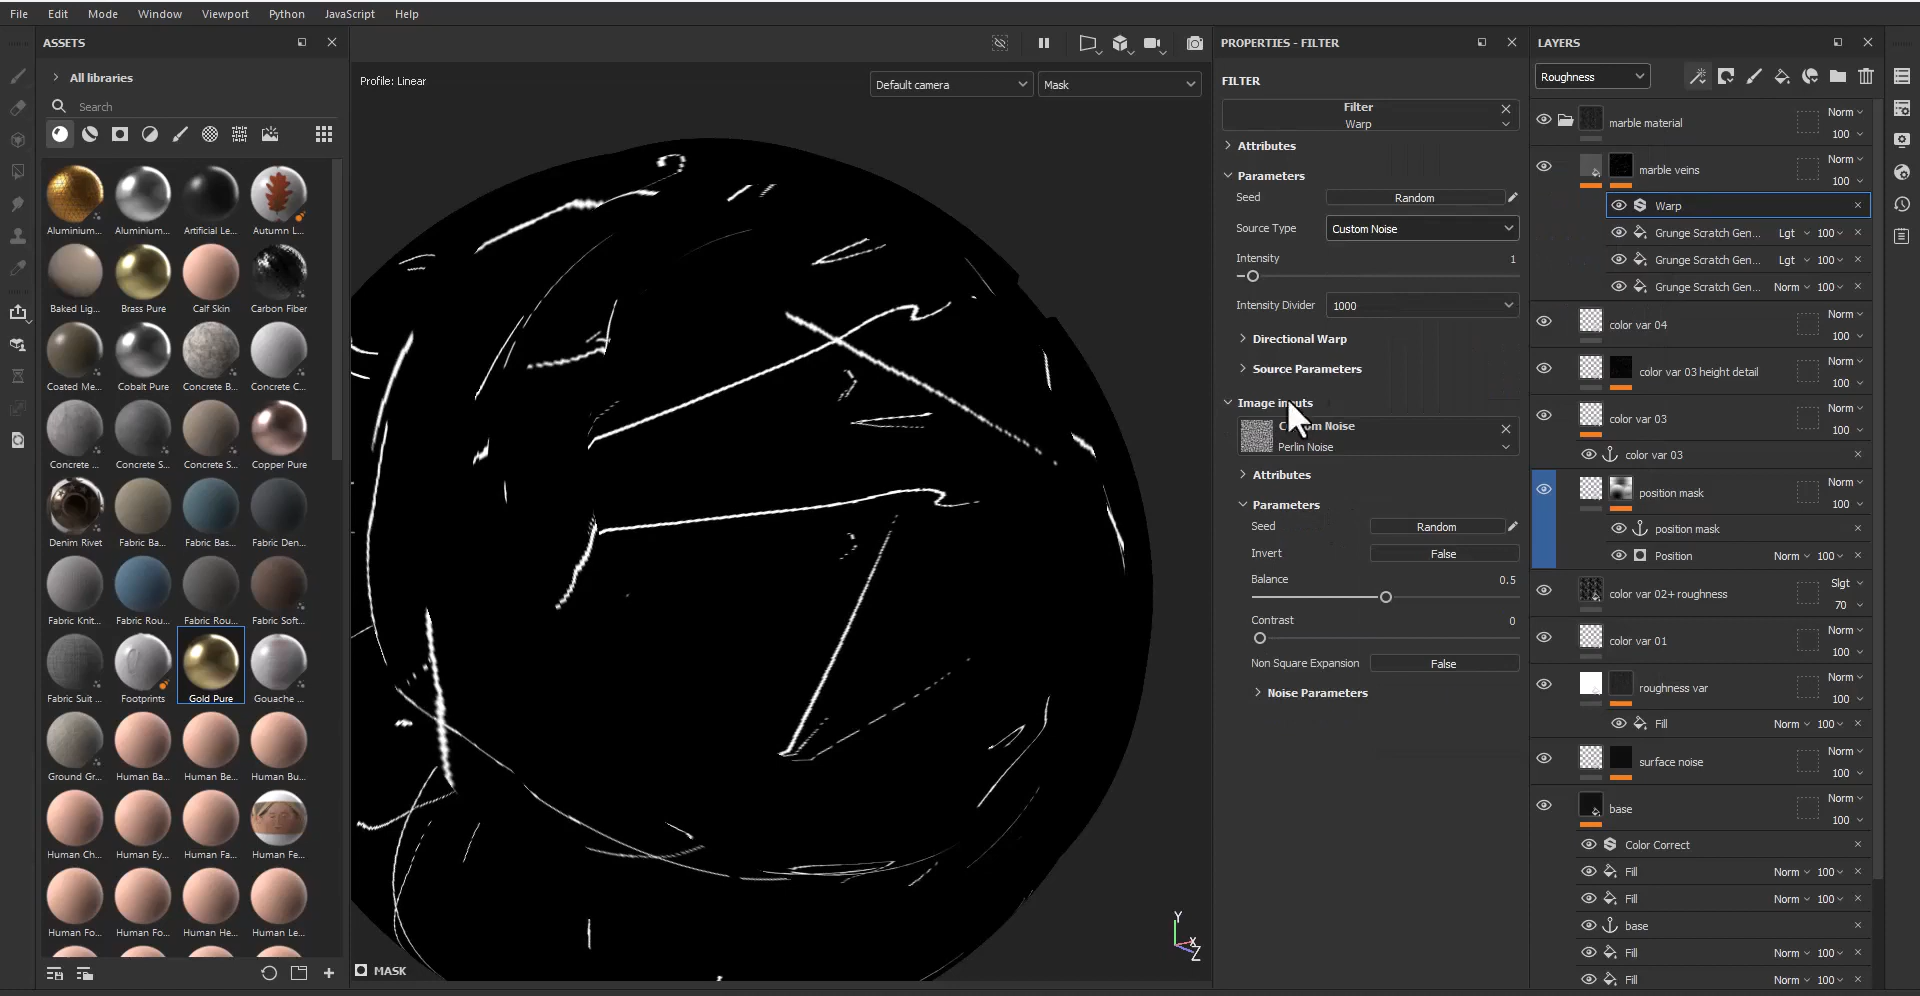 File Edit Mode Window Viewport Python JavaScript Help
ASSETS
All libraries
Search
Aluminium... Aluminium... Artificial Le... Autumn L...
Baked Lig... Brass Pure Calf Skin Carbon Fiber
Coated Me... Cobalt Pure Concrete B... Concrete C...
Concrete ... Concrete S... Concrete S... Copper Pure
Denim Rivet Fabric Ba... Fabric Bas... Fabric Den...
Fabric Knit... Fabric Rou... Fabric Rou... Fabric Soft...
Fabric Suit ... Footprints Gold Pure Gouache ...
Ground Gr... Human Ba... Human Be... Human Bu...
Human Ch... Human Ey... Human Fa... Human Fe...
Human Fo... Human Fo... Human He... Human Le...
Profile: Linear
Default camera
Mask
Y
X
Z
MASK
PROPERTIES - FILTER
FILTER
Filter
Warp
Attributes
Parameters
Seed Random
Source Type Custom Noise
Intensity 1
Intensity Divider 1000
Directional Warp
Source Parameters
Image inputs
Custom Noise
Perlin Noise
Attributes
Parameters
Seed Random
Invert False
Balance 0.5
Contrast 0
Non Square Expansion False
Noise Parameters
LAYERS
Roughness
marble material Norm 100
marble veins Norm 100
Warp
Grunge Scratch Gen... Lgt 100
Grunge Scratch Gen... Lgt 100
Grunge Scratch Gen... Norm 100
color var 04 Norm 100
color var 03 height detail Norm 100
color var 03 Norm 100
color var 03
position mask Norm 100
position mask
Position Norm 100
color var 02+ roughness Slgt 70
color var 01 Norm 100
roughness var Norm 100
Fill Norm 100
surface noise Norm 100
base Norm 100
Color Correct
Fill Norm 100
Fill Norm 100
base
Fill Norm 100
Fill Norm 100